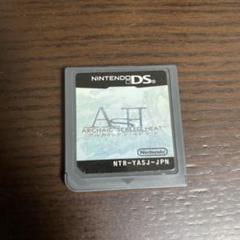 NINTENDO DS
ASH
ARCHAIC SEALED HEAT
Nintendo
NTR-YASJ-JPN